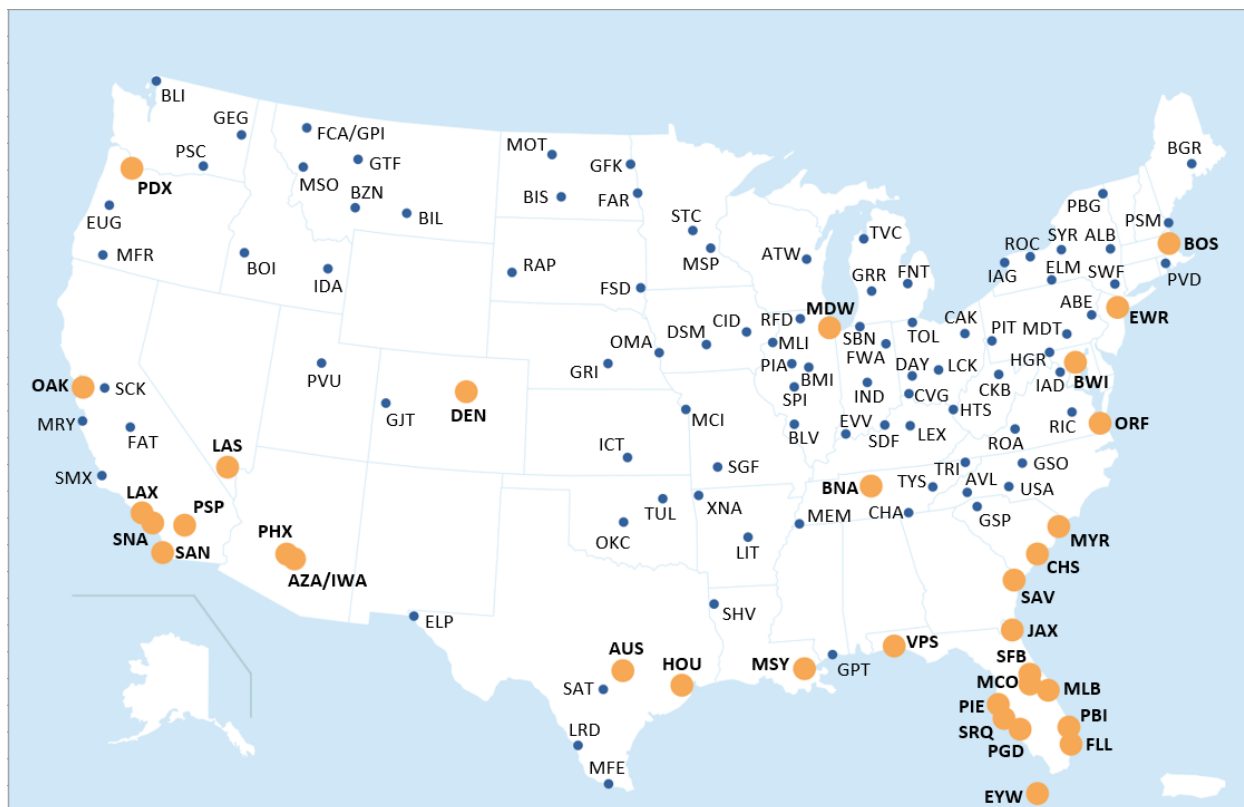 BLI
GEG
FCA/GPI
PSC
GTF
MOT
GFK
BGR
PDX
MSO
BZN
BIS
FAR
PBG
EUG
BIL
STC
TVC
PSM
MFR
BOI
IDA
RAP
MSP
ATW
ROC
SYR
ALB
BOS
GRR
FNT
IAG
ELM
SWF
PVD
FSD
MDW
ABE
EWR
CID
RFD
CAK
OMA
DSM
MLI
SBN
TOL
PIT
MDT
OAK
SCK
PVU
GRI
PIA
FWA
DAY
LCK
HGR
BMI
CKB
IAD
BWI
DEN
GJT
SPI
IND
CVG
MRY
FAT
MCI
HTS
BLV
EVV
SDF
LEX
ROA
RIC
ORF
LAS
ICT
SMX
SGF
TRI
GSO
BNA
TYS
AVL
USA
LAX
PSP
TUL
XNA
MEM
CHA
GSP
SNA
SAN
PHX
OKC
LIT
MYR
AZA/IWA
CHS
SAV
ELP
SHV
JAX
AUS
HOU
MSY
GPT
VPS
SFB
SAT
MCO
MLB
PIE
PBI
LRD
SRQ
PGD
FLL
MFE
EYW